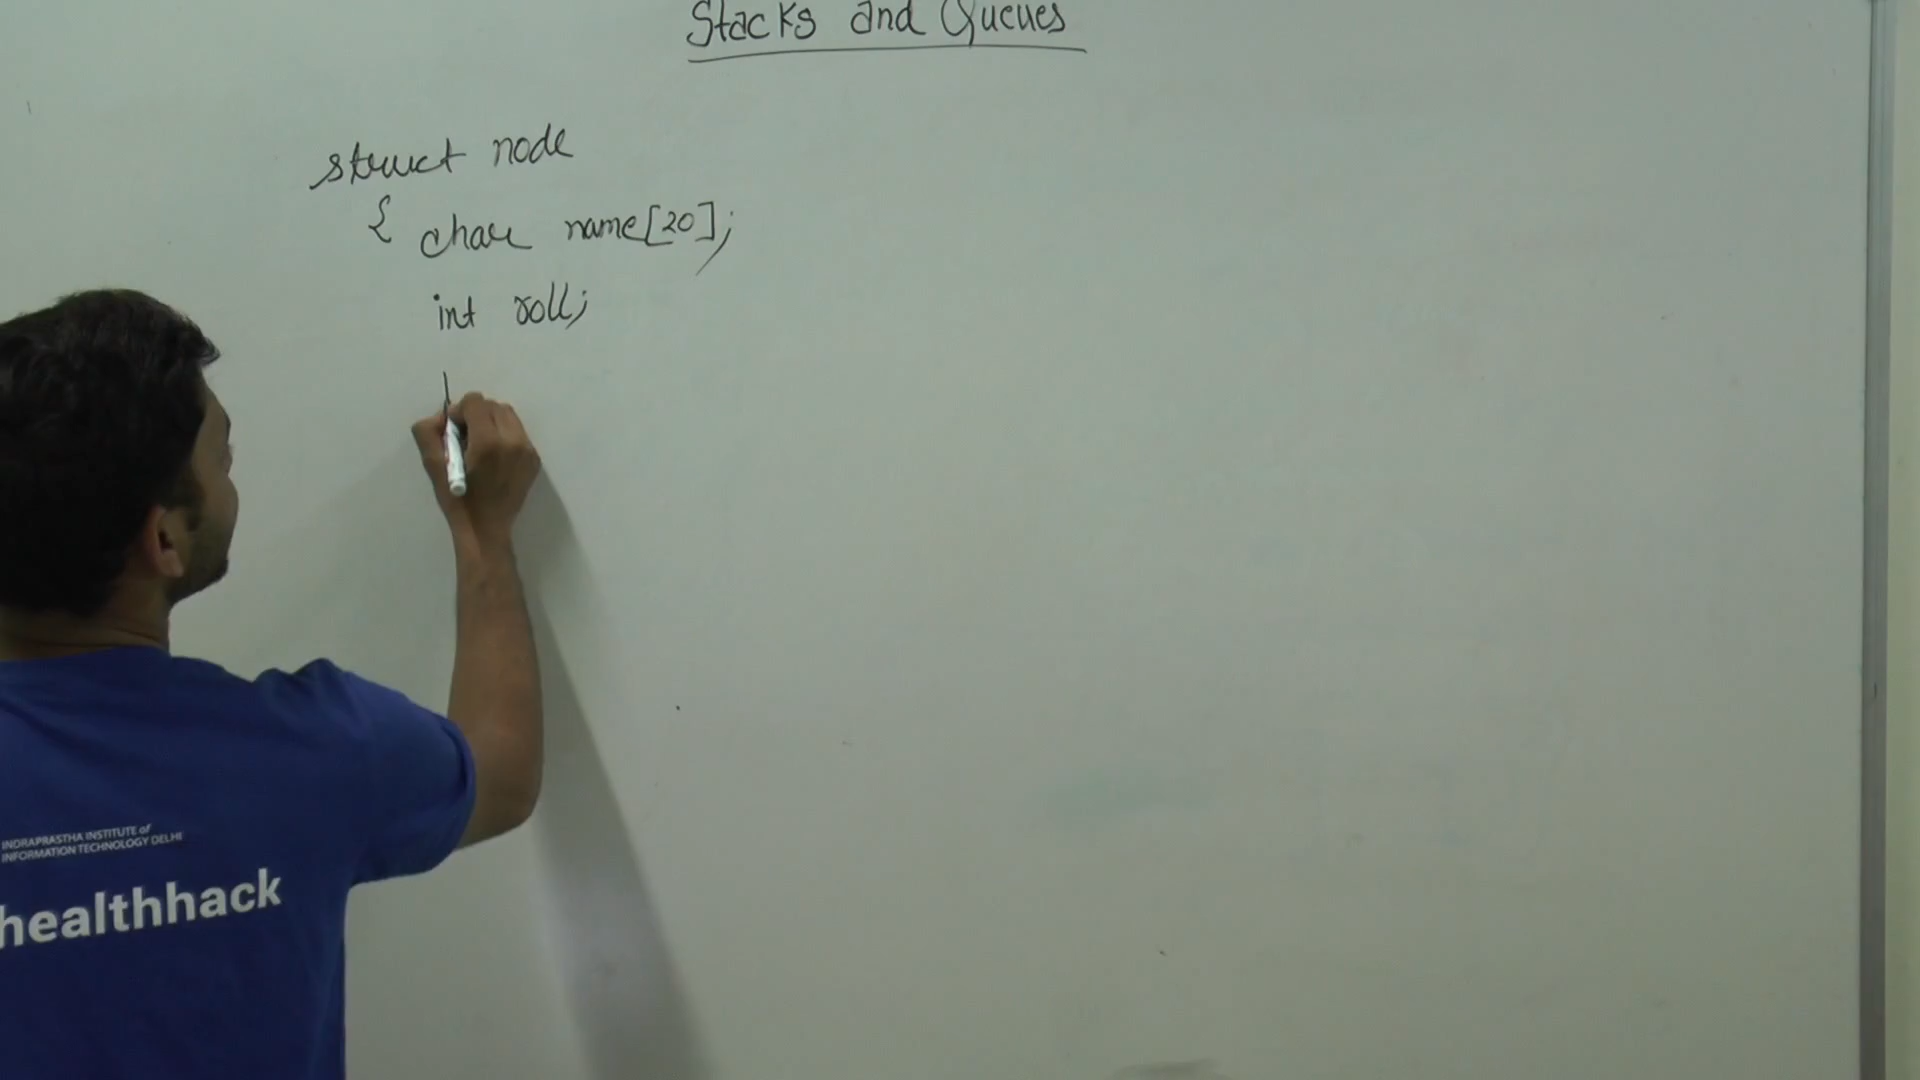 Stacks and Queues
struct node
{ char name[20];
int roll;
INDRAPRASTHA INSTITUTE of
INFORMATION TECHNOLOGY DELHI
healthhack